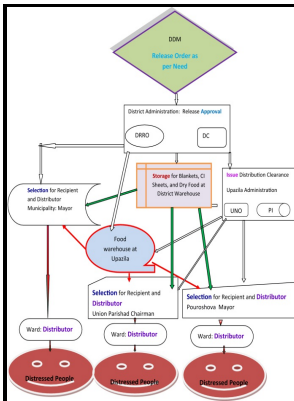 DDM
Release Order as
per Need
District Administration: Release Approval
DRRO
DC
Storage for Blankets, CI
Sheets, and Dry Food at
District Warehouse
Issue Distribution Clearance
Upazila Administration
UNO
PI
Selection for Recipient
and Distributor
Municipality: Mayor
Food
warehouse at
Upazila
Selection for Recipient and
Distributor
Union Parishad Chairman
Selection for Recipient and Distributor
Pouroshova Mayor
Ward: Distributor
Ward: Distributor
Ward: Distributor
Distressed People
Distressed People
Distressed People